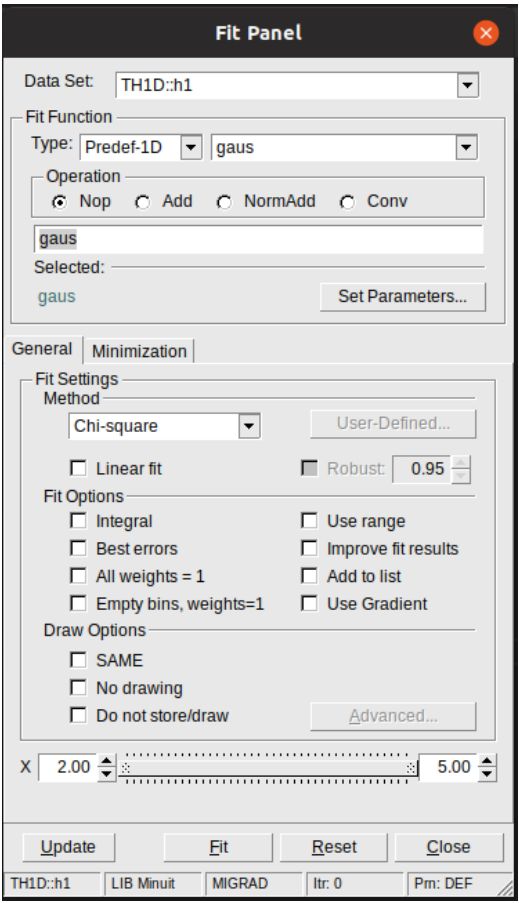 Fit Panel
Data Set: TH1D::h1
Fit Function
Type: Predef-1D gaus
Operation
Nop Add NormAdd Conv
gaus
Selected:
gaus Set Parameters...
General Minimization
Fit Settings
Method
Chi-square User-Defined...
Linear fit Robust: 0.95
Fit Options
Integral Use range
Best errors Improve fit results
All weights = 1 Add to list
Empty bins, weights=1 Use Gradient
Draw Options
SAME
No drawing
Do not store/draw Advanced...
X 2.00 5.00
Update Fit Reset Close
TH1D::h1 LIB Minuit MIGRAD Itr: 0 Prn: DEF